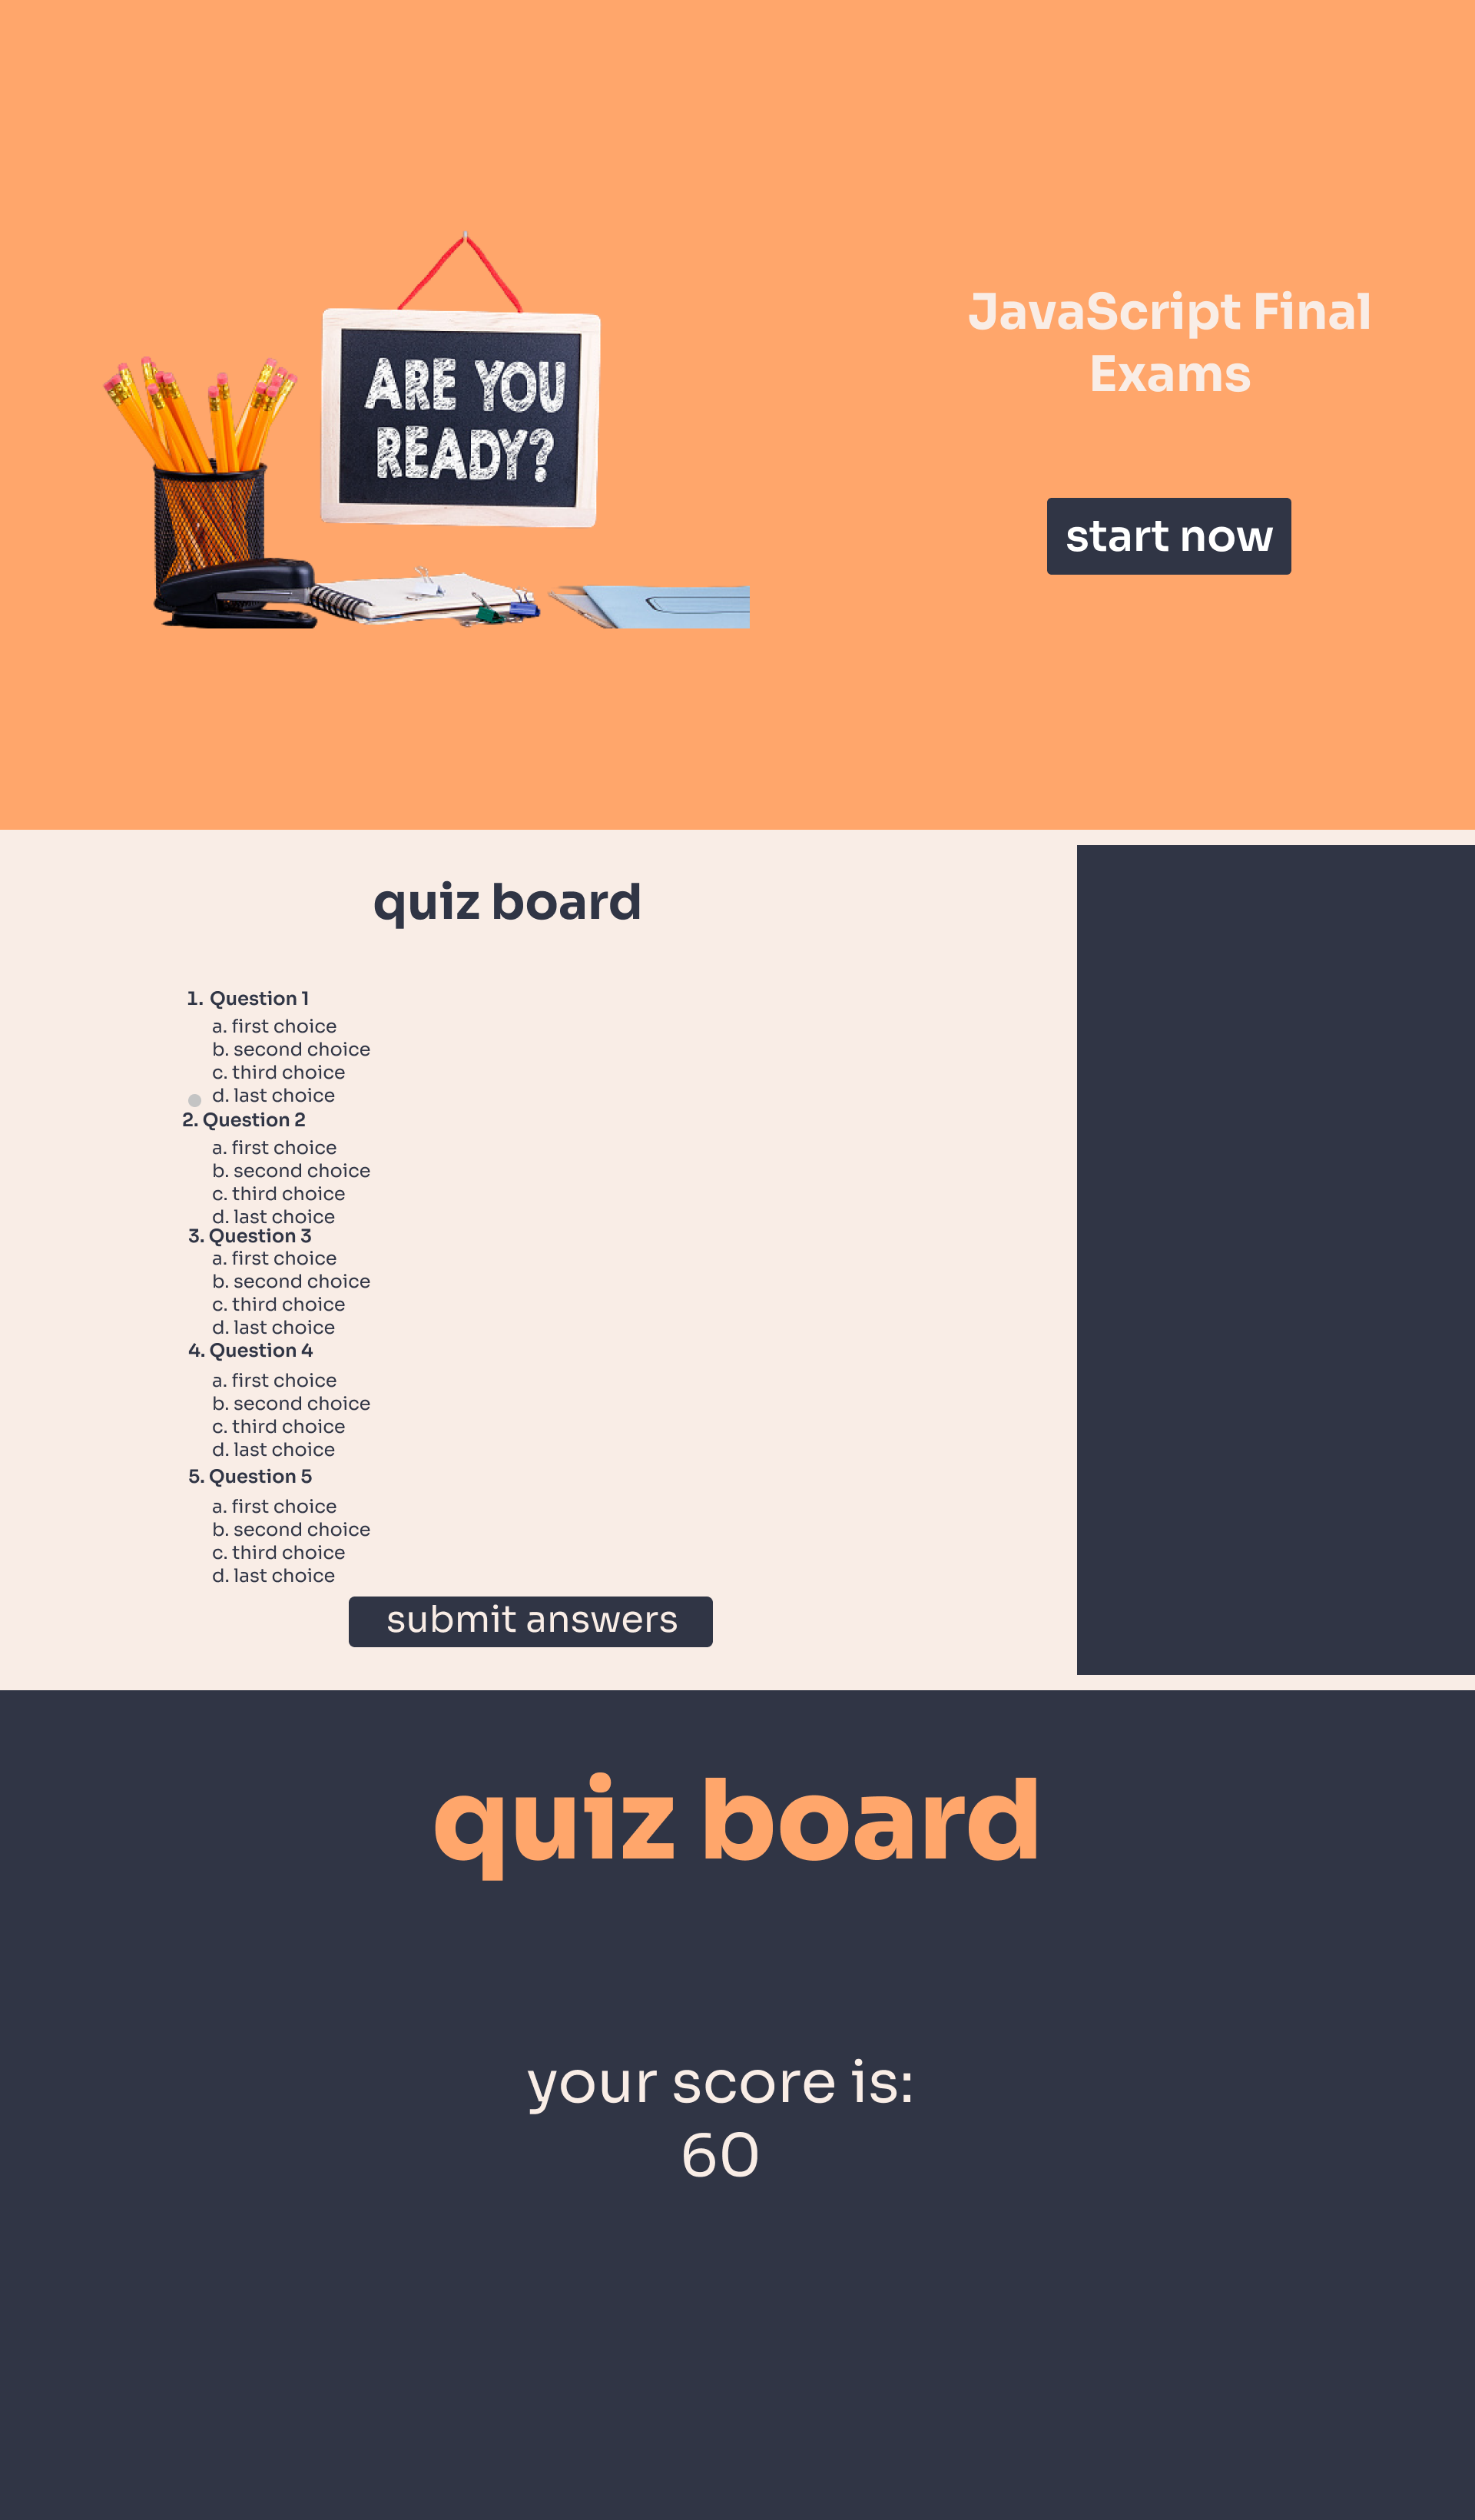 ARE YOU
READY?
JavaScript Final
Exams
start now
quiz board
1. Question 1
a. first choice
b. second choice
c. third choice
d. last choice
2. Question 2
a. first choice
b. second choice
c. third choice
d. last choice
3. Question 3
a. first choice
b. second choice
c. third choice
d. last choice
4. Question 4
a. first choice
b. second choice
c. third choice
d. last choice
5. Question 5
a. first choice
b. second choice
c. third choice
d. last choice
submit answers
quiz board
your score is:
60